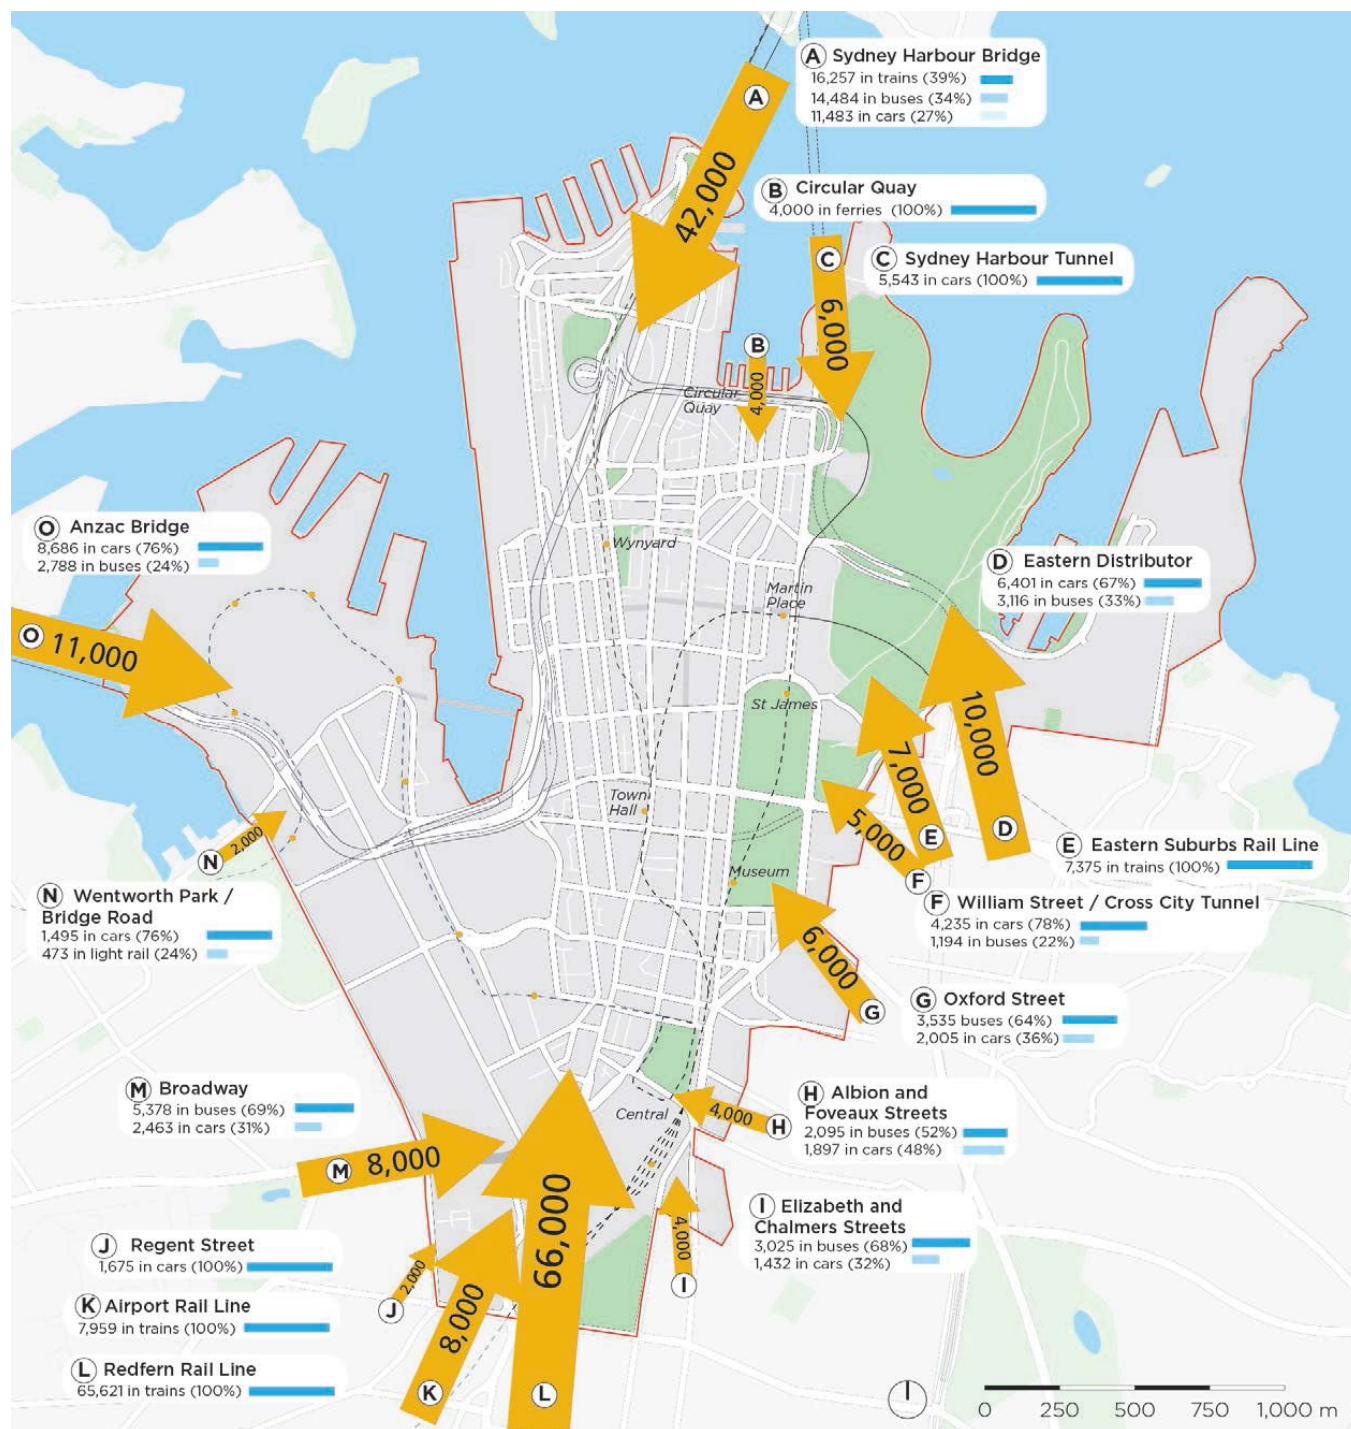 A Sydney Harbour Bridge
16,257 in trains (39%)
14,484 in buses (34%)
11,483 in cars (27%)
A
42,000
B Circular Quay
4,000 in ferries (100%)
C
6,000
C Sydney Harbour Tunnel
5,543 in cars (100%)
B
4,000
Circular
Quay
O Anzac Bridge
8,686 in cars (76%)
2,788 in buses (24%)
Wynyard
Martin
Place
D Eastern Distributor
6,401 in cars (67%)
3,116 in buses (33%)
O 11,000
St James
10,000
D
7,000
E
Town
Hall
5,000
F
E Eastern Suburbs Rail Line
7,375 in trains (100%)
N 2,000
Museum
N Wentworth Park /
Bridge Road
1,495 in cars (76%)
473 in light rail (24%)
F William Street / Cross City Tunnel
4,235 in cars (78%)
1,194 in buses (22%)
6,000
G
G Oxford Street
3,535 buses (64%)
2,005 in cars (36%)
M Broadway
5,378 in buses (69%)
2,463 in cars (31%)
Central
4,000 H
H Albion and
Foveaux Streets
2,095 in buses (52%)
1,897 in cars (48%)
M 8,000
66,000
L
4,000
I
I Elizabeth and
Chalmers Streets
3,025 in buses (68%)
1,432 in cars (32%)
J Regent Street
1,675 in cars (100%)
2,000
J
8,000
K
K Airport Rail Line
7,959 in trains (100%)
L Redfern Rail Line
65,621 in trains (100%)
0 250 500 750 1,000 m